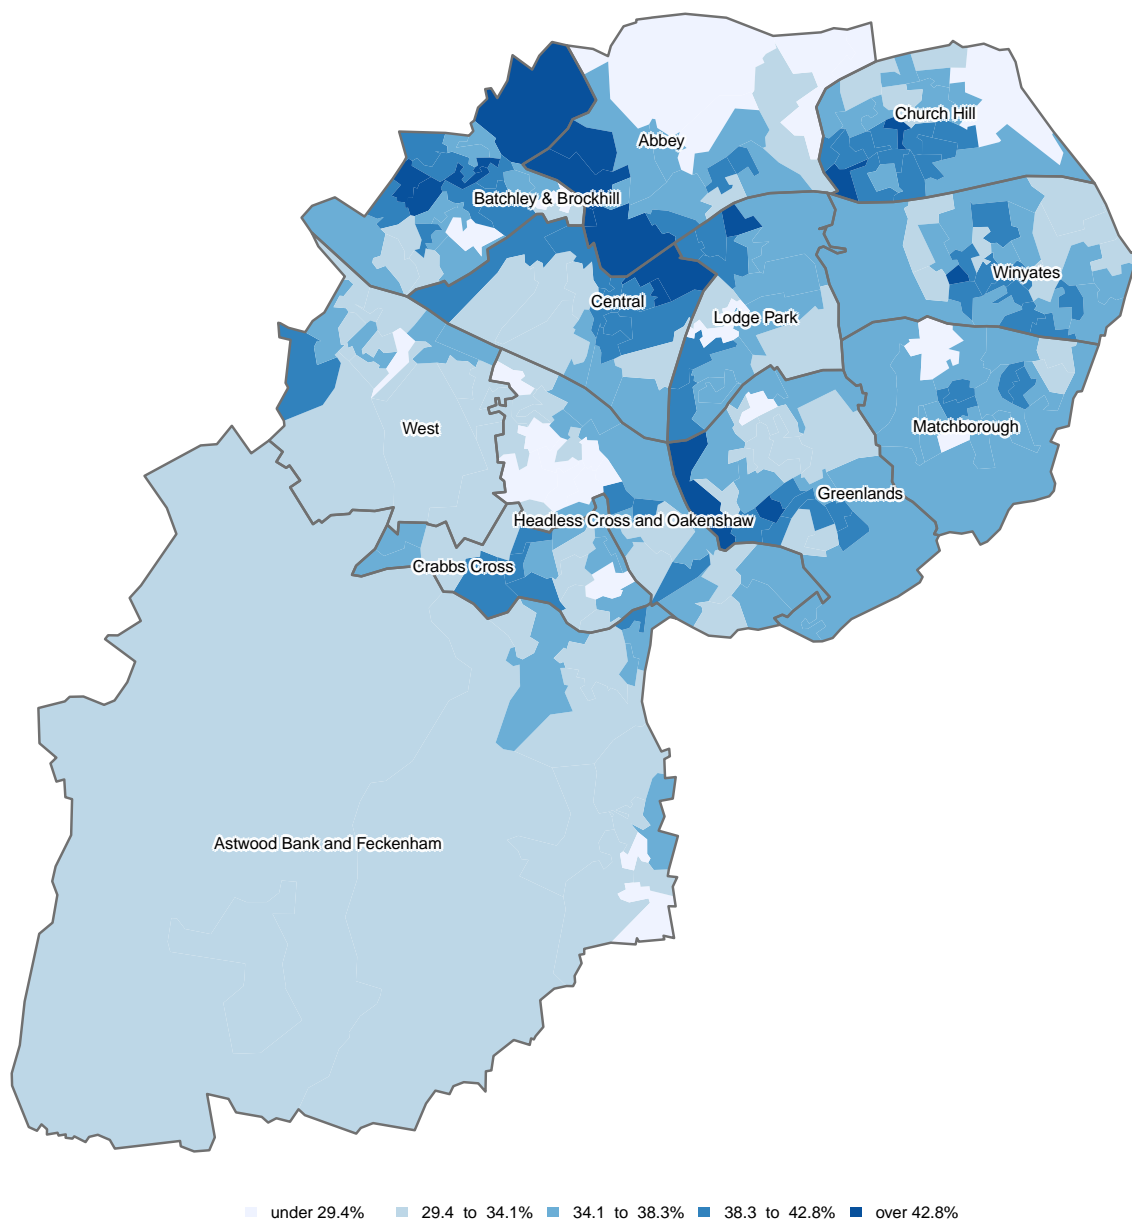 Church Hill
Abbey
Batchley & Brockhill
Winyates
Central
Lodge Park
West
Matchborough
Greenlands
Headless Cross and Oakenshaw
Crabbs Cross
Astwood Bank and Feckenham
under 29.4% 29.4 to 34.1% 34.1 to 38.3% 38.3 to 42.8% over 42.8%